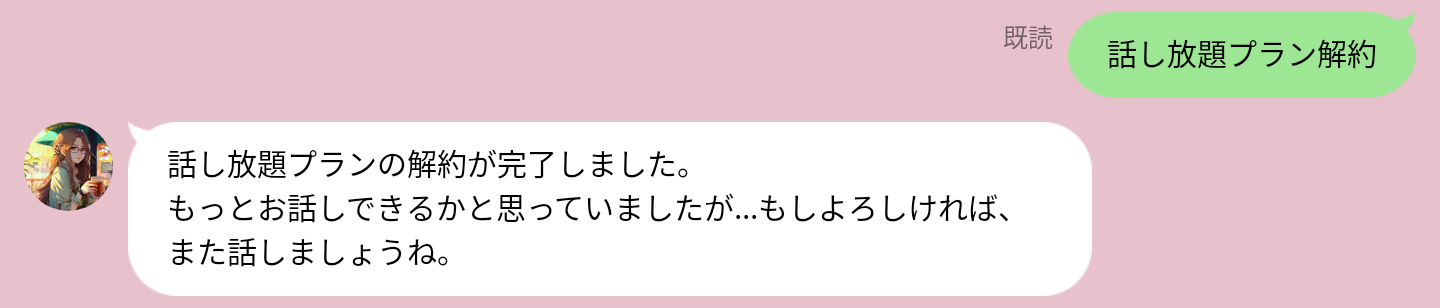 既読
話し放題プラン解約
話し放題プランの解約が完了しました。
もっとお話しできるかと思っていましたが...もしよろしければ、
また話しましょうね。